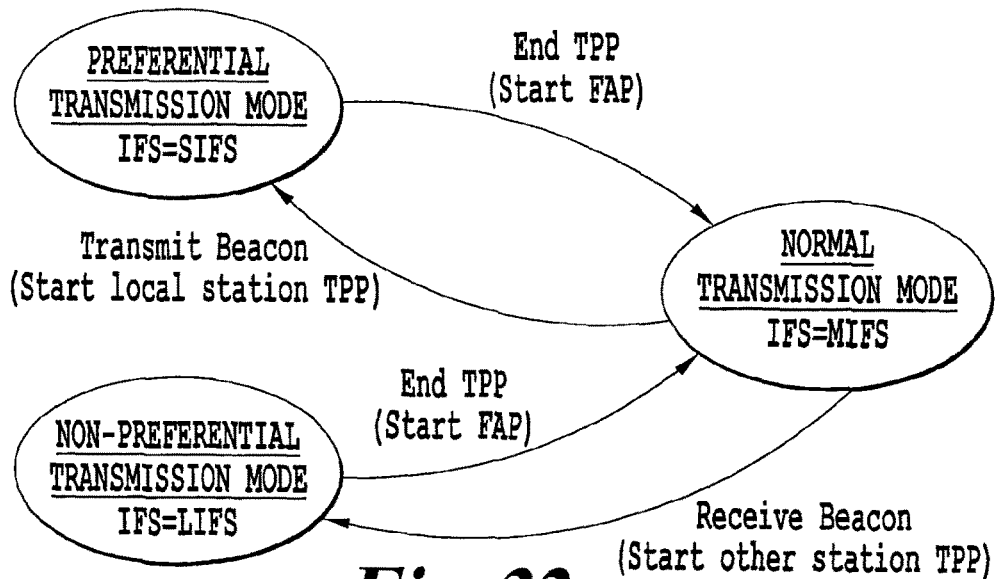 PREFERENTIAL
TRANSMISSION MODE
IFS=SIFS
End TPP
(Start FAP)
Transmit Beacon
(Start local station TPP)
NORMAL
TRANSMISSION MODE
IFS=MIFS
End TPP
(Start FAP)
NON-PREFERENTIAL
TRANSMISSION MODE
IFS=LIFS
Receive Beacon
(Start other station TPP)